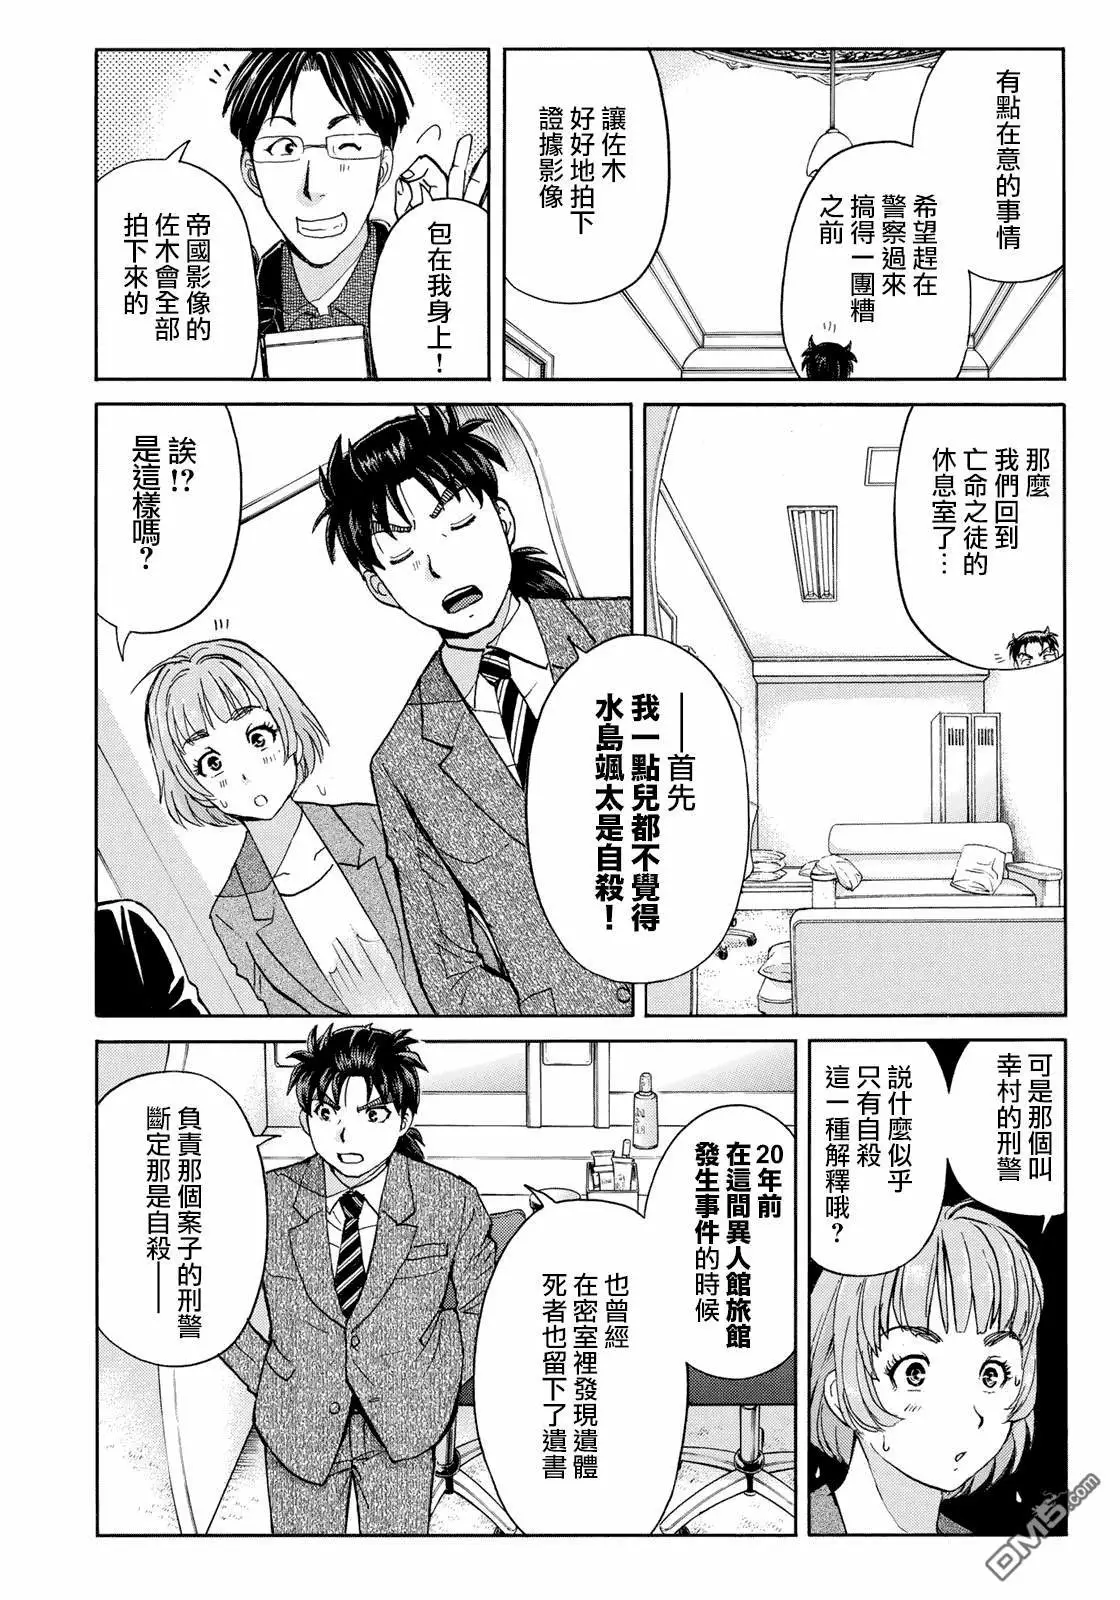 有點在意的事情
希望趕在
警察過來
搞得一團糟
之前
讓佐木
好好地拍下
證據影像
包在我身上！
帝國影像的
佐木會全部
拍下來的
那麼
我們回到
亡命之徒的
休息室了…
——首先
我一點兒都不覺得
水島颯太是自殺！
誒!?
是這樣嗎？
可是那個叫
幸村的刑警
說什麼似乎
只有自殺
這一種解釋哦？
20年前
在這間異人館旅館
發生事件的時候
也曾經
在密室裡發現遺體
死者也留下了遺書
負責那個案子的刑警
斷定那是自殺——
DM5.com